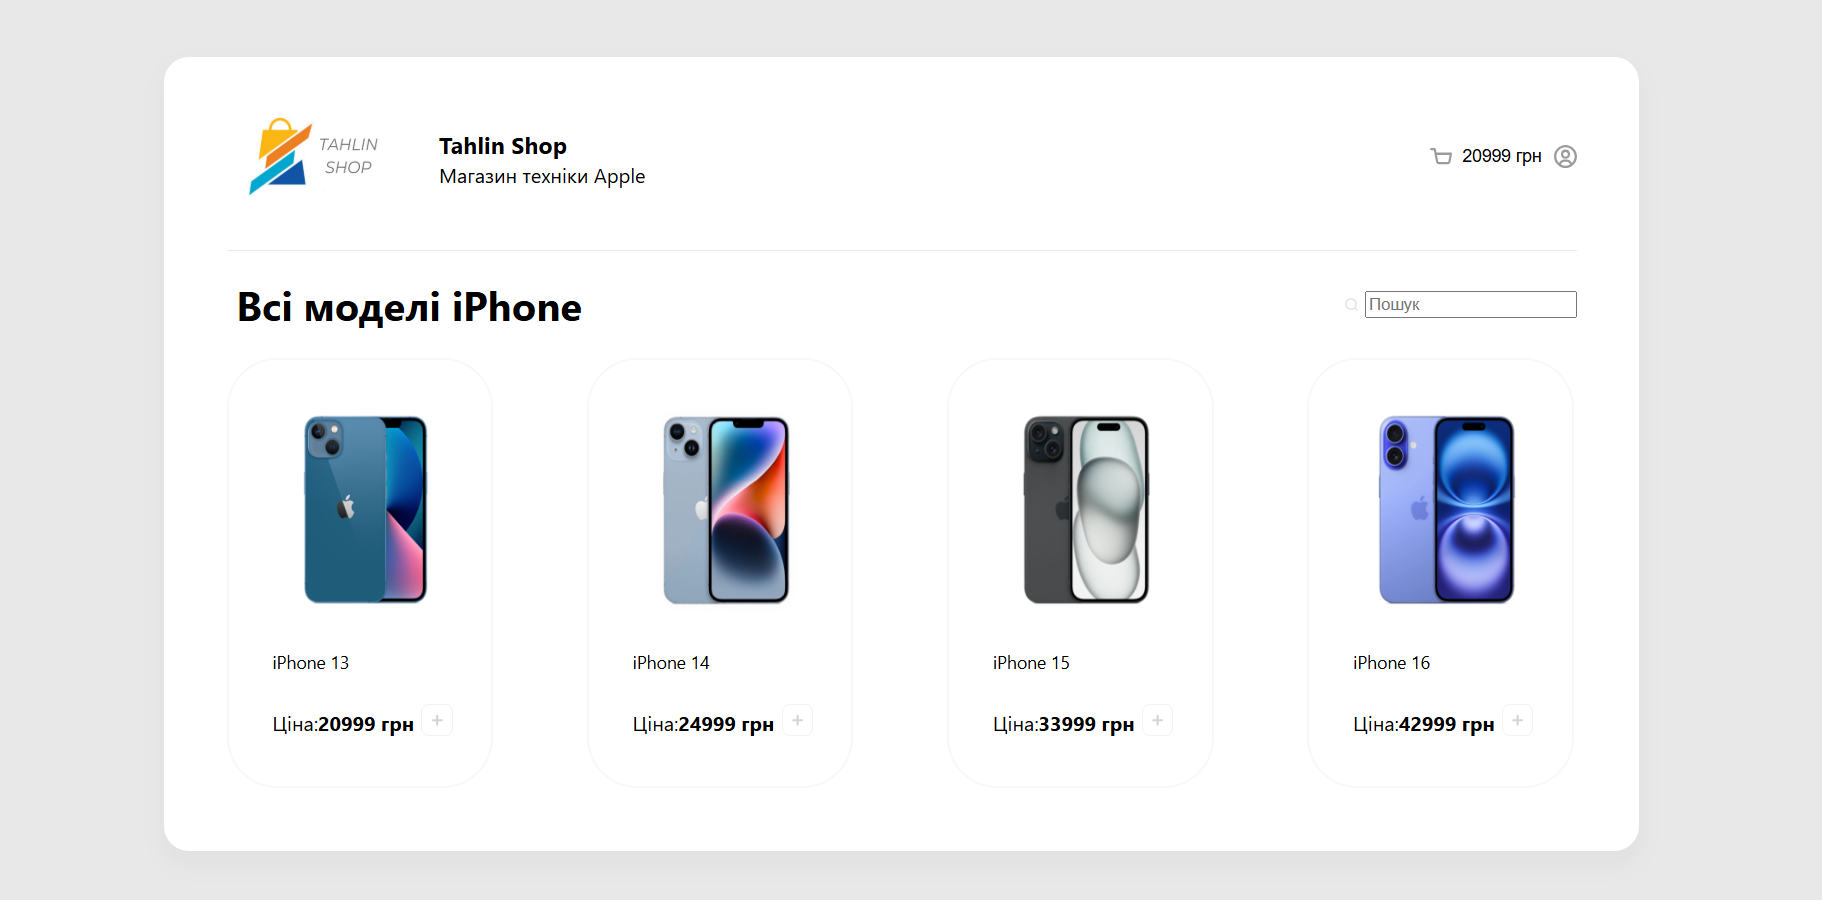 TAHLIN
SHOP
Tahlin Shop
Магазин техніки Apple
20999 грн
Всі моделі iPhone
Пошук
iPhone 13
Ціна:20999 грн +
iPhone 14
Ціна:24999 грн +
iPhone 15
Ціна:33999 грн +
iPhone 16
Ціна:42999 грн +